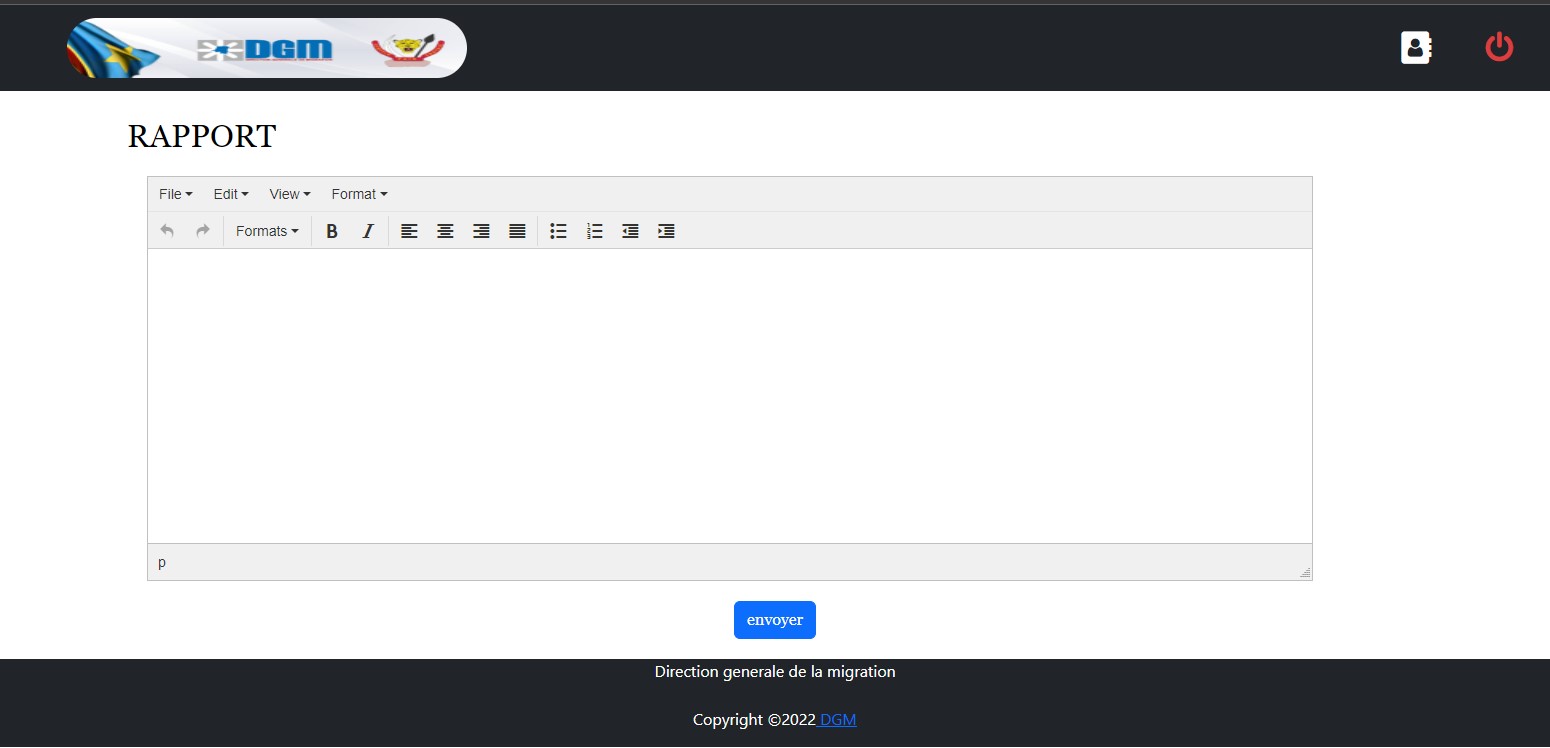 DGM
RAPPORT
File Edit View Format
Formats B I
p
envoyer
Direction generale de la migration
Copyright ©2022 DGM